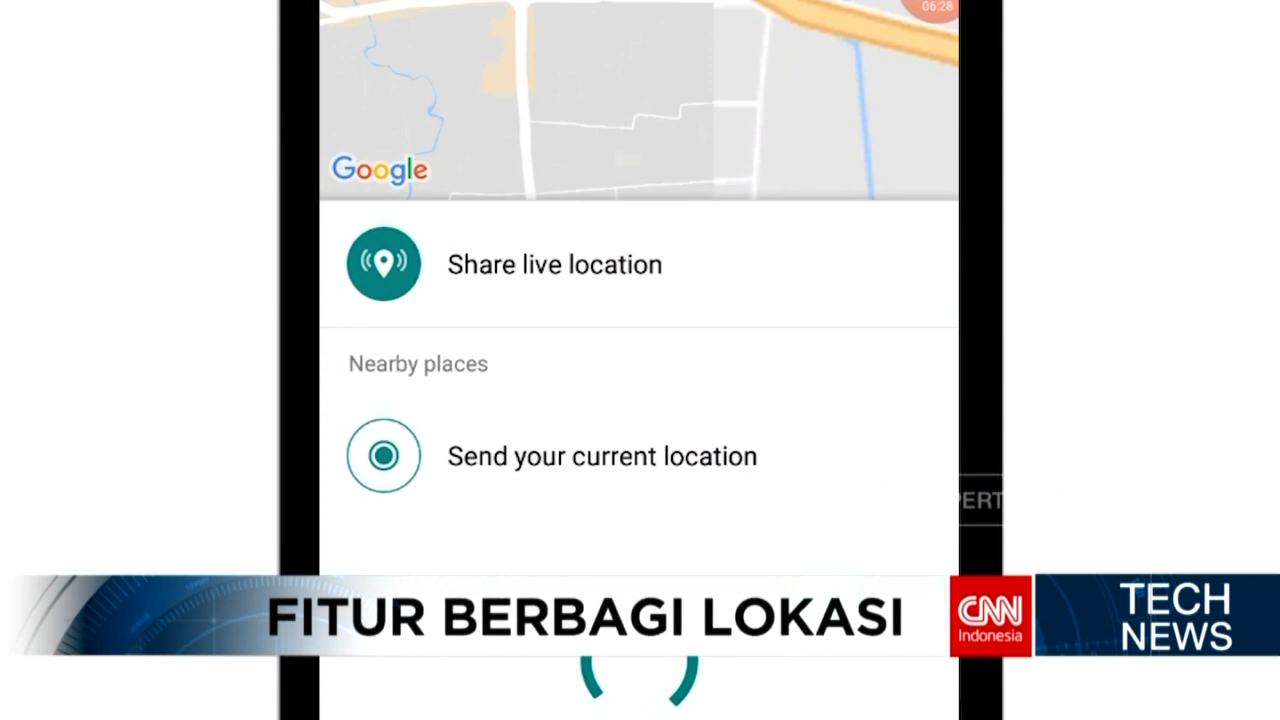 06:28
Google
Share live location
Nearby places
Send your current location
PERT
FITUR BERBAGI LOKASI
CNN
Indonesia
TECH
NEWS